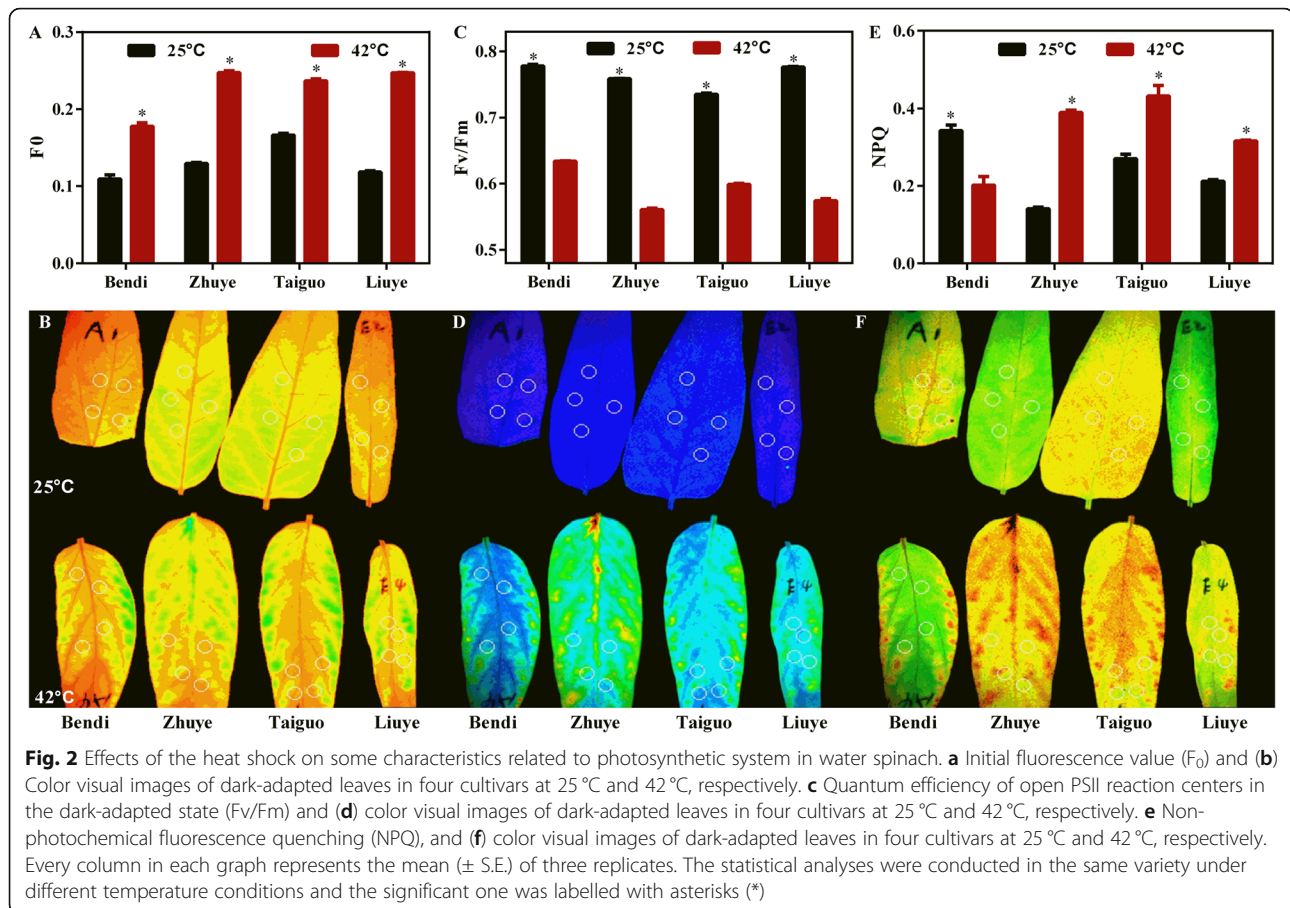 A
25°C
42°C
F0
0.3
0.2
0.1
0.0
*
*
*
*
Bendi
Zhuye
Taiguo
Liuye
C
25°C
42°C
Fv/Fm
0.8
0.7
0.6
0.5
*
*
*
*
Bendi
Zhuye
Taiguo
Liuye
E
25°C
42°C
NPQ
0.6
0.4
0.2
0.0
*
*
*
*
Bendi
Zhuye
Taiguo
Liuye
B
A1
E2
25°C
E4
42°C
Bendi
Zhuye
Taiguo
Liuye
D
A1
E2
E4
Bendi
Zhuye
Taiguo
Liuye
F
A1
E2
E4
Bendi
Zhuye
Taiguo
Liuye
Fig. 2 Effects of the heat shock on some characteristics related to photosynthetic system in water spinach. a Initial fluorescence value (F₀) and (b)
Color visual images of dark-adapted leaves in four cultivars at 25 °C and 42 °C, respectively. c Quantum efficiency of open PSII reaction centers in
the dark-adapted state (Fv/Fm) and (d) color visual images of dark-adapted leaves in four cultivars at 25 °C and 42 °C, respectively. e Non-
photochemical fluorescence quenching (NPQ), and (f) color visual images of dark-adapted leaves in four cultivars at 25 °C and 42 °C, respectively.
Every column in each graph represents the mean (± S.E.) of three replicates. The statistical analyses were conducted in the same variety under
different temperature conditions and the significant one was labelled with asterisks (*)